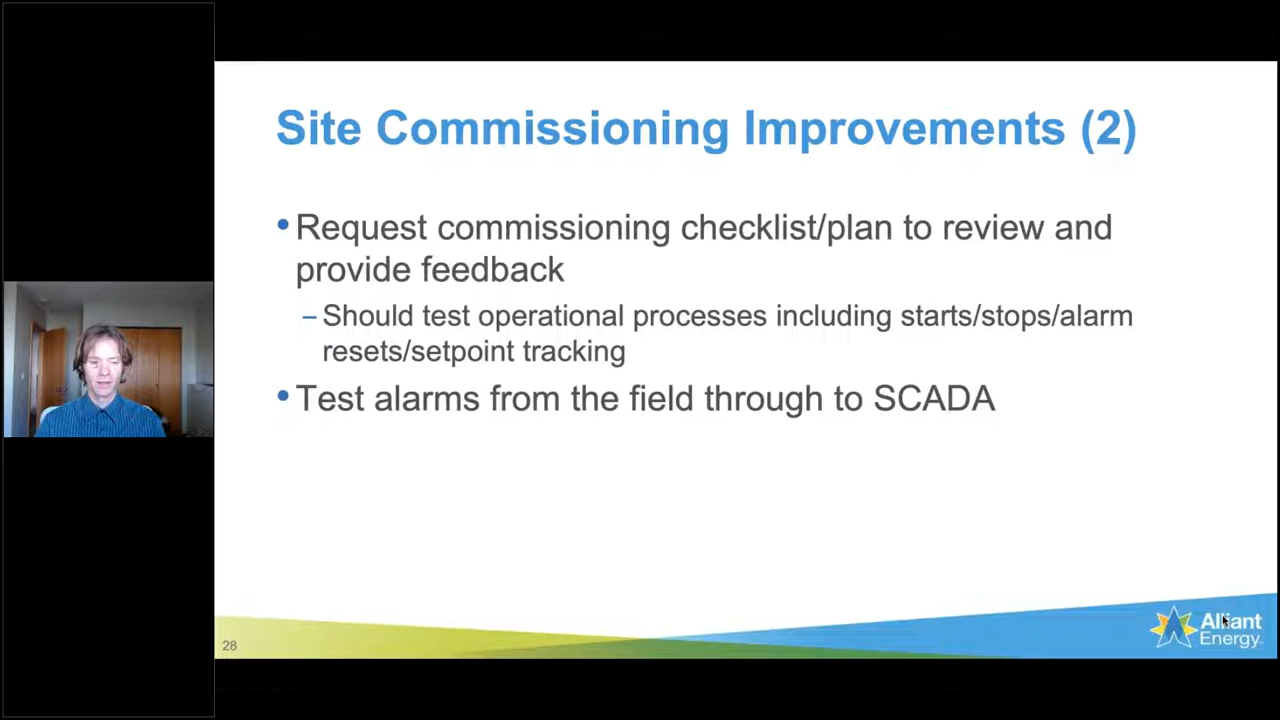 Site Commissioning Improvements (2)
•Request commissioning checklist/plan to review and
provide feedback
–Should test operational processes including starts/stops/alarm
resets/setpoint tracking
•Test alarms from the field through to SCADA
28
Alliant
Energy